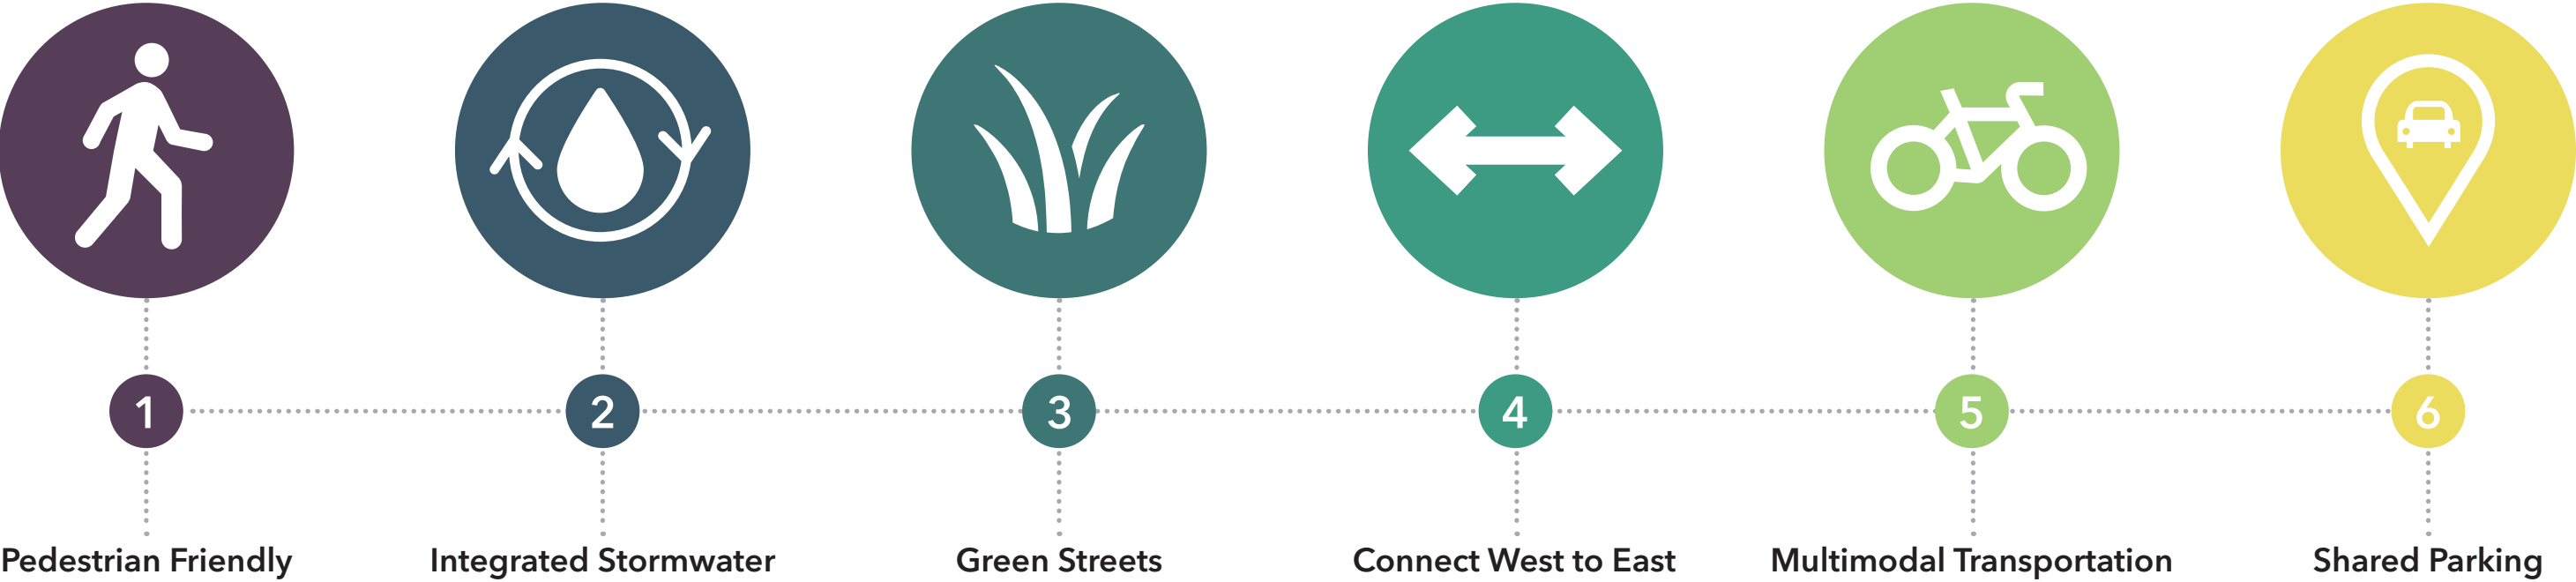 1
2
3
4
5
6
Pedestrian Friendly
Integrated Stormwater
Green Streets
Connect West to East
Multimodal Transportation
Shared Parking